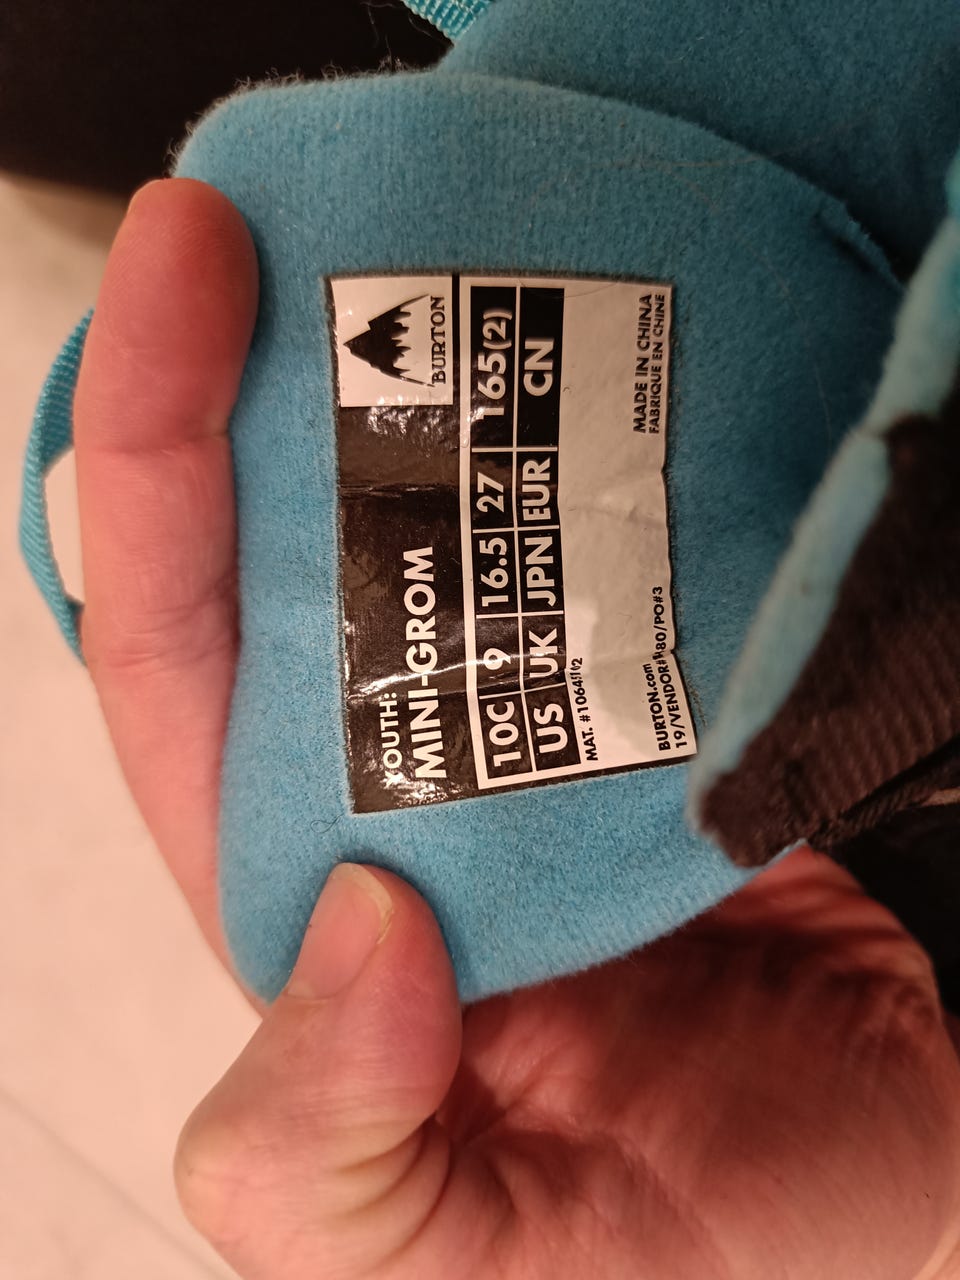 YOUTH:
MINI-GROM
BURTON
10C 9 16.5 27 165(2)
US UK JPN EUR CN
MAT. #
BURTON.com
MADE IN CHINA
FABRIQUE EN CHINE